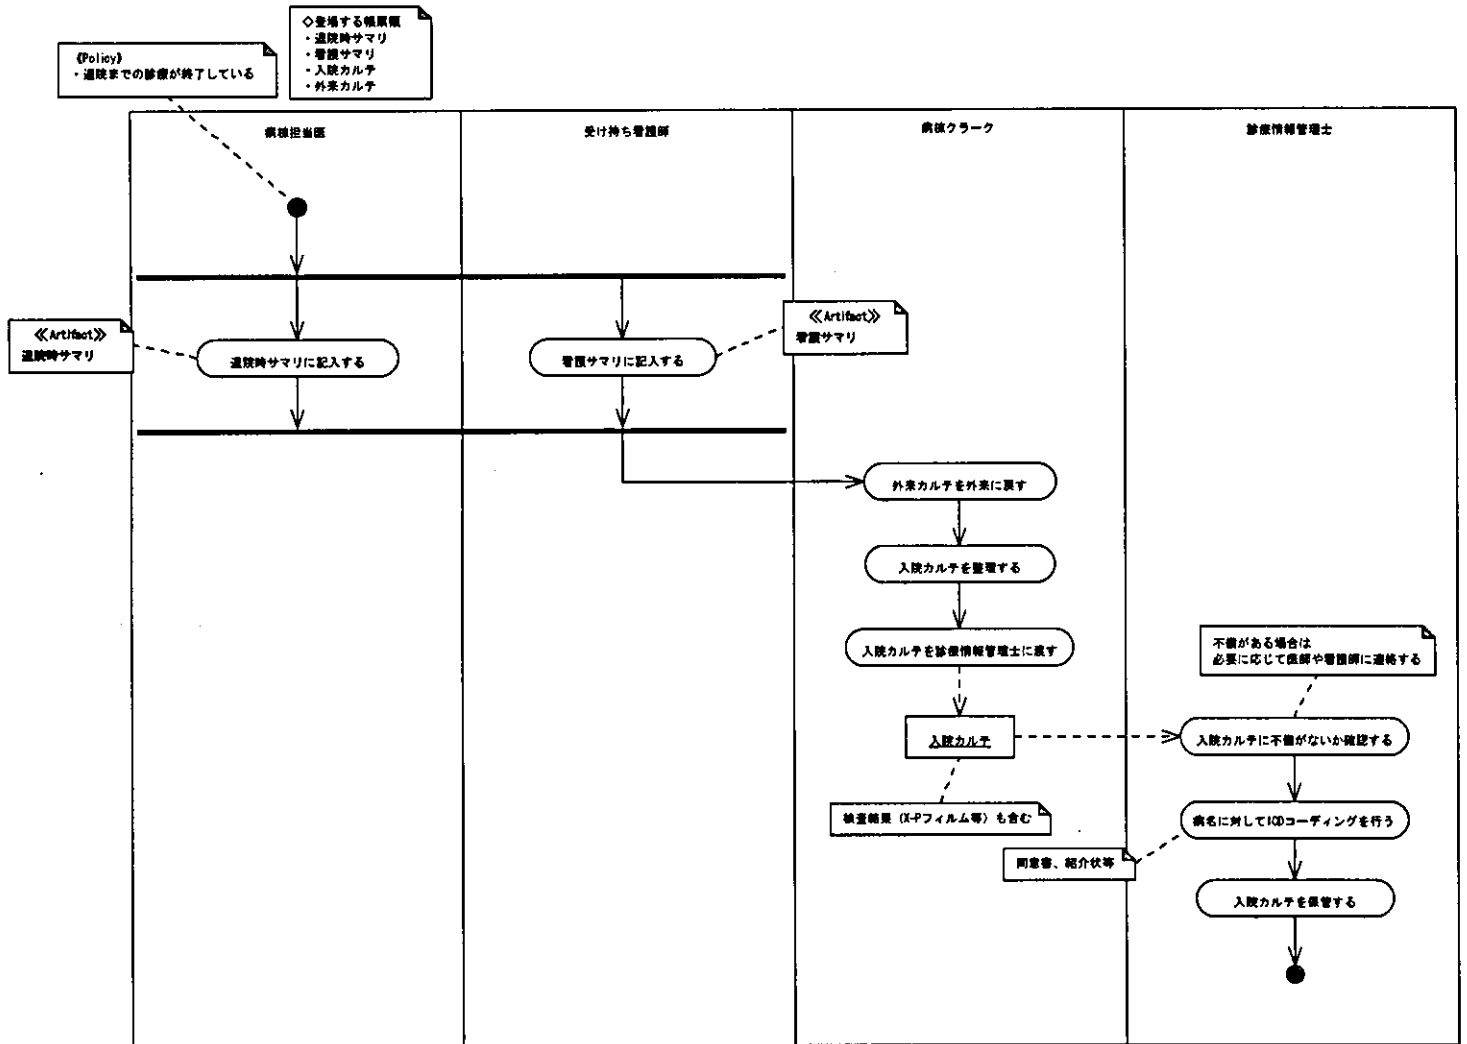 ◇登場する帳票類
・退院時サマリ
・看護サマリ
・入院カルテ
・外来カルテ
《Policy》
・退院までの診療が終了している
病棟担当医
受け持ち看護師
病棟クラーク
診療情報管理士
≪Artifact≫
退院時サマリ
退院時サマリに記入する
看護サマリに記入する
≪Artifact≫
看護サマリ
外来カルテを外来に戻す
入院カルテを整理する
入院カルテを診療情報管理士に渡す
不備がある場合は
必要に応じて医師や看護師に連絡する
入院カルテ
入院カルテに不備がないか確認する
検査結果（X-Pフィルム等）も含む
病名に対してICDコーディングを行う
同意書、紹介状等
入院カルテを保管する